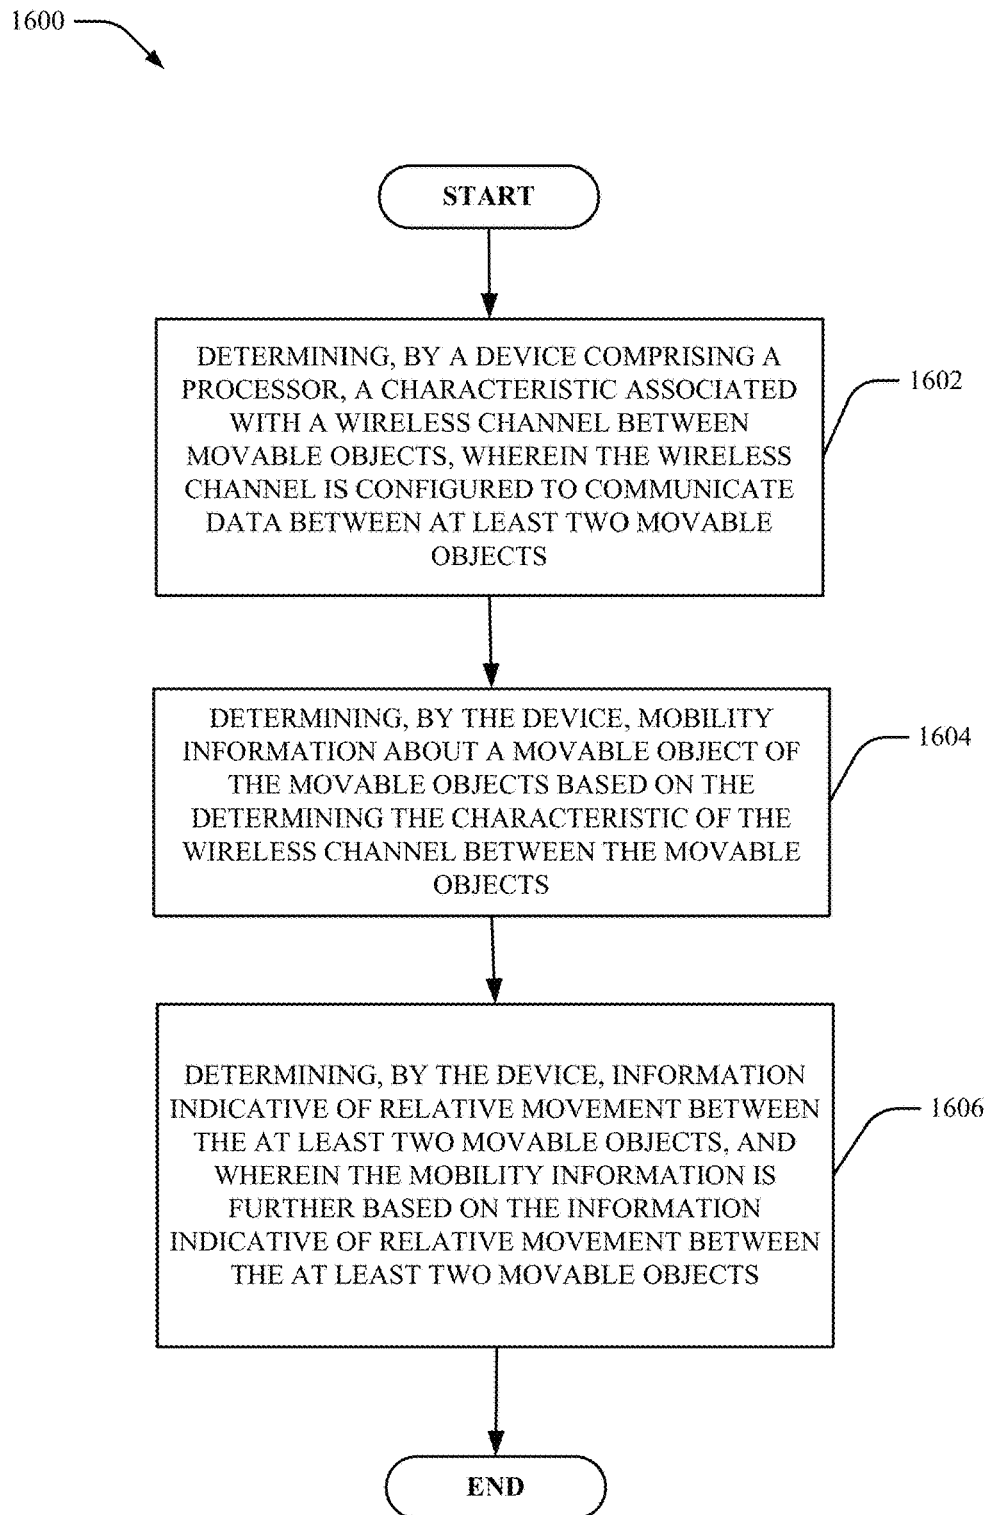 1600
START
DETERMINING, BY A DEVICE COMPRISING A
PROCESSOR, A CHARACTERISTIC ASSOCIATED
WITH A WIRELESS CHANNEL BETWEEN
MOVABLE OBJECTS, WHEREIN THE WIRELESS
CHANNEL IS CONFIGURED TO COMMUNICATE
DATA BETWEEN AT LEAST TWO MOVABLE
OBJECTS
1602
DETERMINING, BY THE DEVICE, MOBILITY
INFORMATION ABOUT A MOVABLE OBJECT OF
THE MOVABLE OBJECTS BASED ON THE
DETERMINING THE CHARACTERISTIC OF THE
WIRELESS CHANNEL BETWEEN THE MOVABLE
OBJECTS
1604
DETERMINING, BY THE DEVICE, INFORMATION
INDICATIVE OF RELATIVE MOVEMENT BETWEEN
THE AT LEAST TWO MOVABLE OBJECTS, AND
WHEREIN THE MOBILITY INFORMATION IS
FURTHER BASED ON THE INFORMATION
INDICATIVE OF RELATIVE MOVEMENT BETWEEN
THE AT LEAST TWO MOVABLE OBJECTS
1606
END